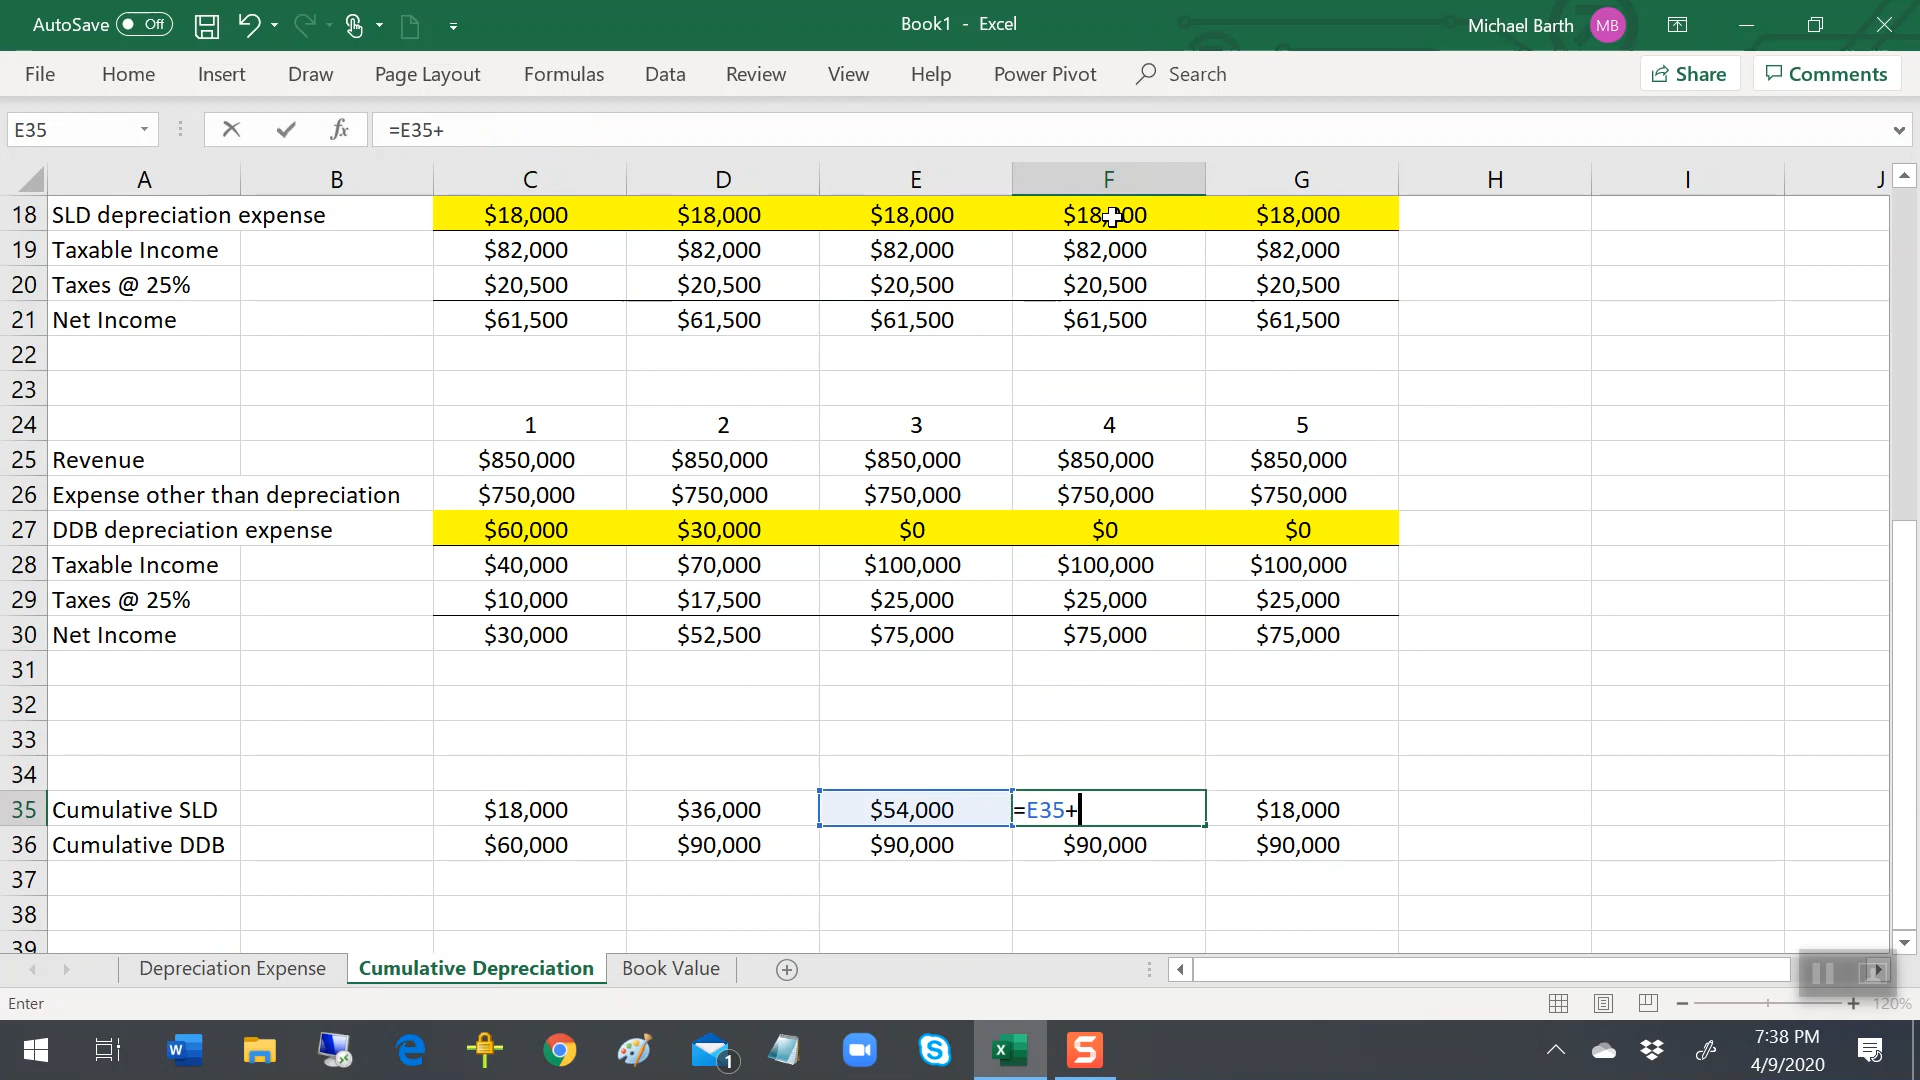 AutoSave Off
Book1 - Excel
Michael Barth MB
File Home Insert Draw Page Layout Formulas Data Review View Help Power Pivot Search Share Comments
E35 fx =E35+
A B C D E F G H I J
18 SLD depreciation expense $18,000 $18,000 $18,000 $18,000 $18,000
19 Taxable Income $82,000 $82,000 $82,000 $82,000 $82,000
20 Taxes @ 25% $20,500 $20,500 $20,500 $20,500 $20,500
21 Net Income $61,500 $61,500 $61,500 $61,500 $61,500
22
23
24 1 2 3 4 5
25 Revenue $850,000 $850,000 $850,000 $850,000 $850,000
26 Expense other than depreciation $750,000 $750,000 $750,000 $750,000 $750,000
27 DDB depreciation expense $60,000 $30,000 $0 $0 $0
28 Taxable Income $40,000 $70,000 $100,000 $100,000 $100,000
29 Taxes @ 25% $10,000 $17,500 $25,000 $25,000 $25,000
30 Net Income $30,000 $52,500 $75,000 $75,000 $75,000
31
32
33
34
35 Cumulative SLD $18,000 $36,000 $54,000 =E35+ $18,000
36 Cumulative DDB $60,000 $90,000 $90,000 $90,000 $90,000
37
38
39
Depreciation Expense Cumulative Depreciation Book Value
Enter 120%
W 1 S X S 7:38 PM
4/9/2020